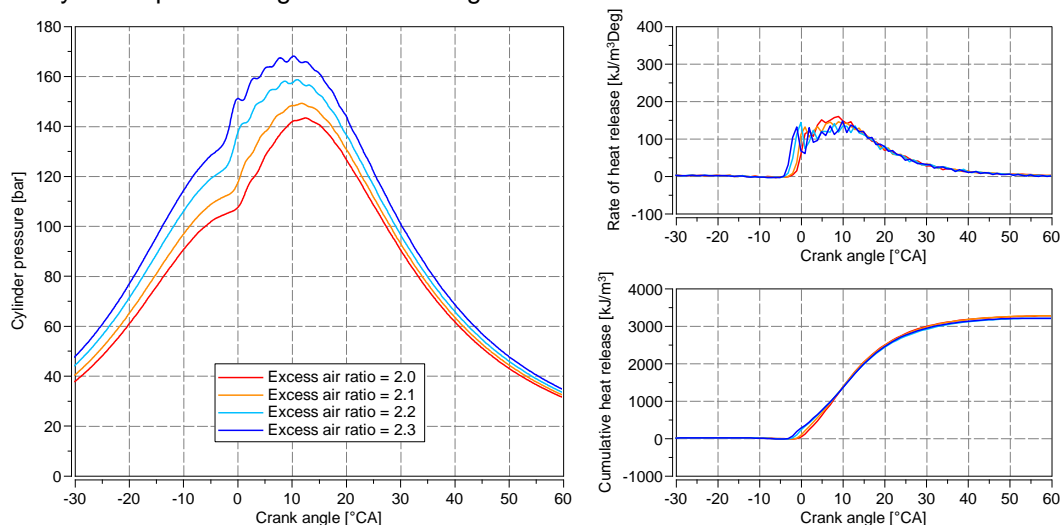 Cylinder pressure [bar]
180
160
140
120
100
80
60
40
20
0
-30 -20 -10 0 10 20 30 40 50 60
Crank angle [°CA]
Excess air ratio = 2.0
Excess air ratio = 2.1
Excess air ratio = 2.2
Excess air ratio = 2.3
Rate of heat release [kJ/m³Deg]
400
300
200
100
0
-100
-30 -20 -10 0 10 20 30 40 50 60
Crank angle [°CA]
Cumulative heat release [kJ/m³]
4000
3000
2000
1000
0
-1000
-30 -20 -10 0 10 20 30 40 50 60
Crank angle [°CA]